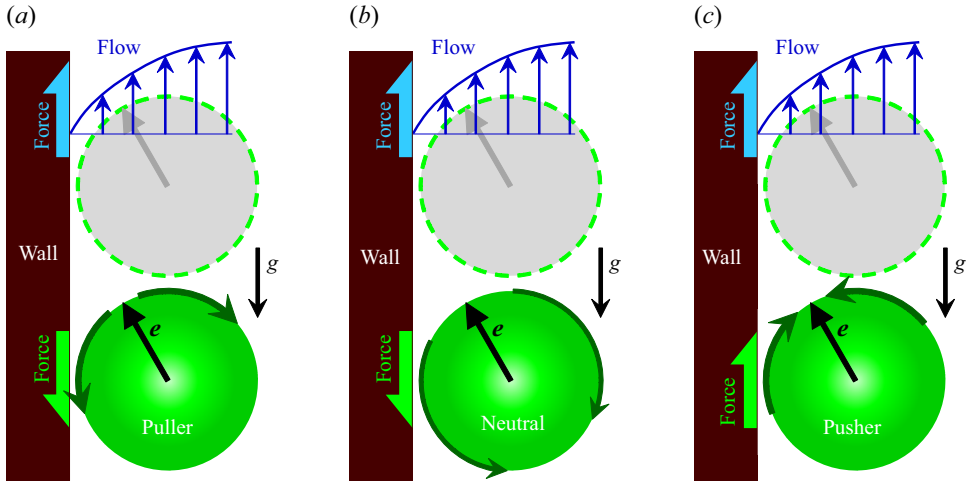 (a)
Flow
Force
Wall
g
Force
e
Puller
(b)
Flow
Force
Wall
g
Force
e
Neutral
(c)
Flow
Force
Wall
g
Force
e
Pusher